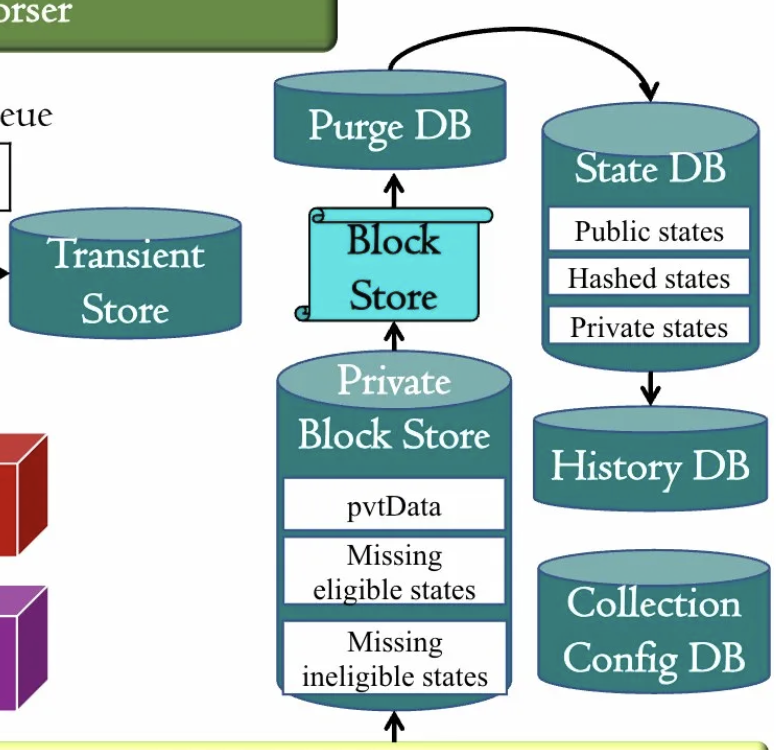 orser
eue
Transient
Store
Purge DB
Block
Store
Private
Block Store
pvtData
Missing
eligible states
Missing
ineligible states
State DB
Public states
Hashed states
Private states
History DB
Collection
Config DB